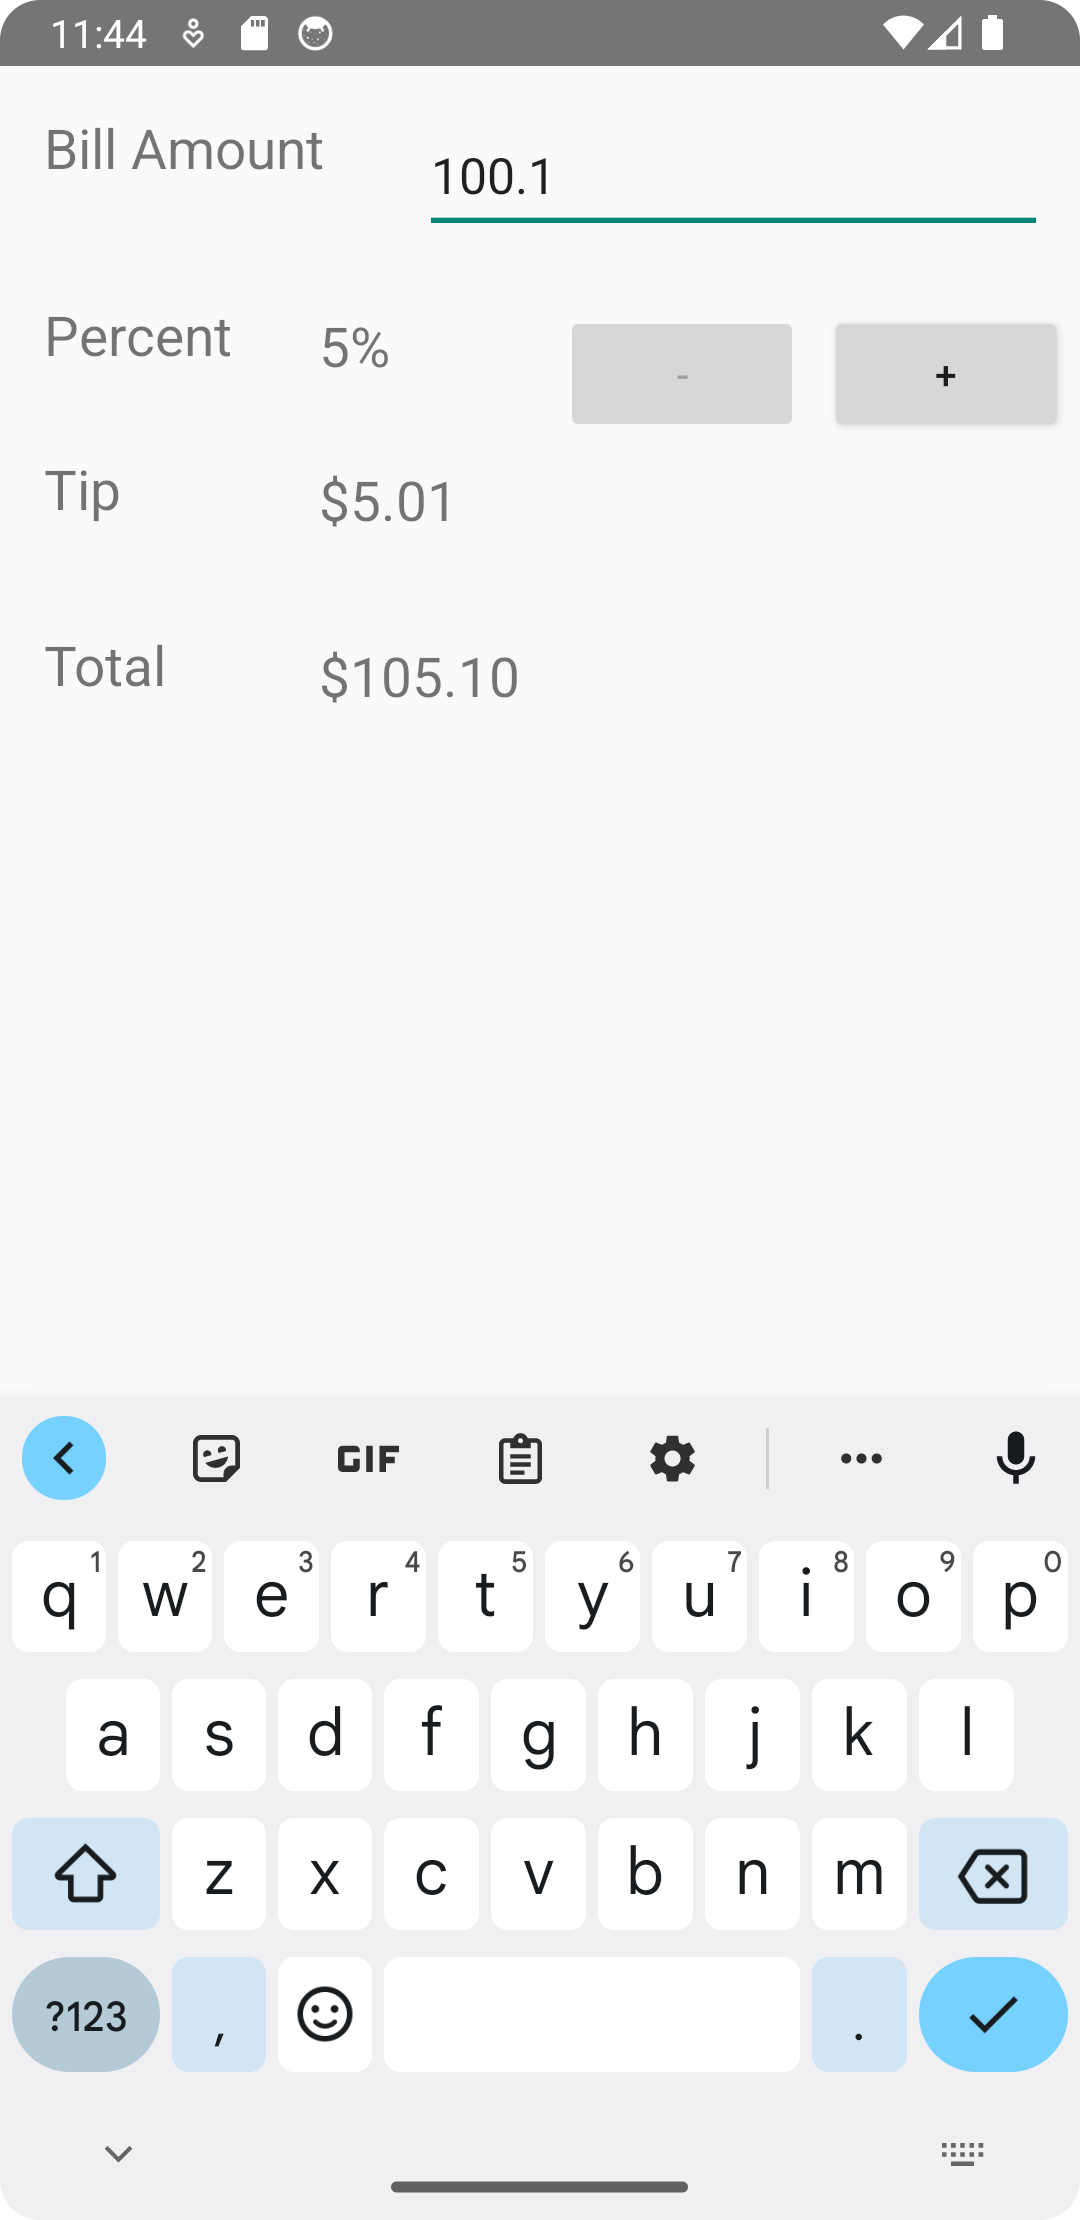 11:44
Bill Amount
100.1
Percent 5% - +
Tip $5.01
Total $105.10
GIF
q 1 w 2 e 3 r 4 t 5 y 6 u 7 i 8 o 9 p 0
a s d f g h j k l
z x c v b n m
?123 , .